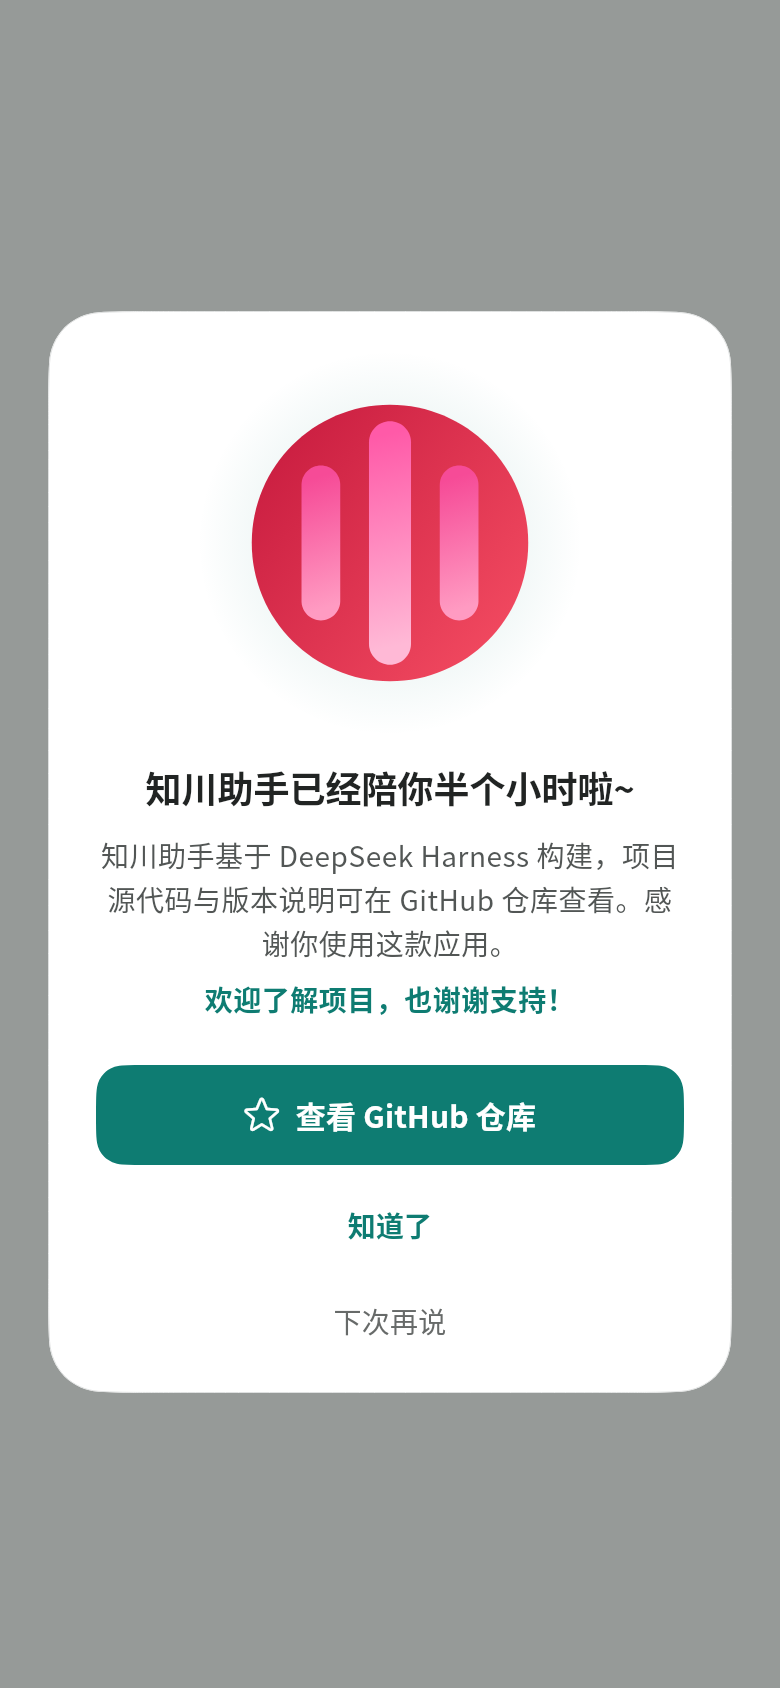 知川助手已经陪你半个小时啦~
知川助手基于 DeepSeek Harness 构建，项目
源代码与版本说明可在 GitHub 仓库查看。感
谢你使用这款应用。
欢迎了解项目，也谢谢支持！
查看 GitHub 仓库
知道了
下次再说